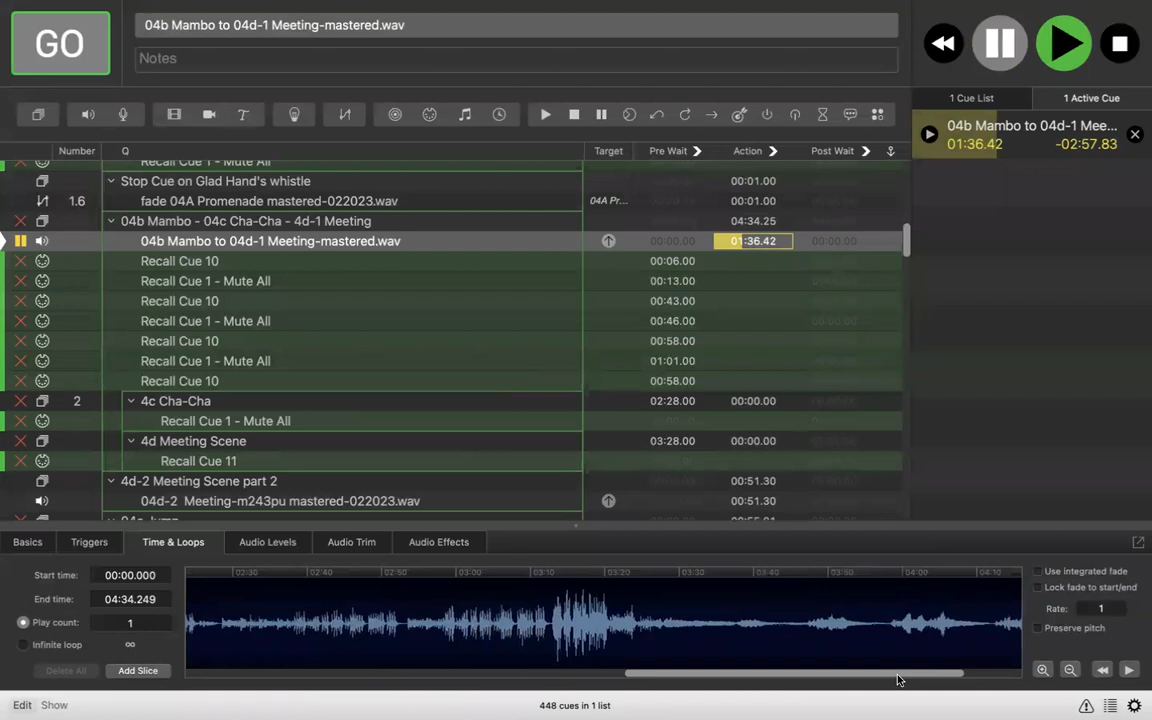 GO
04b Mambo to 04d-1 Meeting-mastered.wav
Notes
1 Cue List
1 Active Cue
04b Mambo to 04d-1 Mee...
01:36.42 -02:57.83
Number Q Target Pre Wait Action Post Wait
Recall Cue 1 - Mute All
Stop Cue on Glad Hand's whistle 00:01.00
1.6 fade 04A Promenade mastered-022023.wav 04A Pr... 00:00.00 00:01.00
04b Mambo - 04c Cha-Cha - 4d-1 Meeting 04:34.25
04b Mambo to 04d-1 Meeting-mastered.wav 00:00.00 01:36.42 00:00.00
Recall Cue 10 00:06.00
Recall Cue 1 - Mute All 00:13.00
Recall Cue 10 00:43.00
Recall Cue 1 - Mute All 00:46.00 00:00.00
Recall Cue 10 00:58.00
Recall Cue 1 - Mute All 01:01.00
Recall Cue 10 00:58.00
2 4c Cha-Cha 02:28.00 00:00.00
Recall Cue 1 - Mute All
4d Meeting Scene 03:28.00 00:00.00
Recall Cue 11
4d-2 Meeting Scene part 2 00:51.30
04d-2 Meeting-m243pu mastered-022023.wav 00:51.30
Basics Triggers Time & Loops Audio Levels Audio Trim Audio Effects
Start time: 00:00.000
End time: 04:34.249
Play count: 1
Infinite loop ∞
Delete All Add Slice
02:30 02:40 02:50 03:00 03:10 03:20 03:30 03:40 03:50 04:00 04:10
Use integrated fade
Lock fade to start/end
Rate: 1
Preserve pitch
Edit Show 448 cues in 1 list